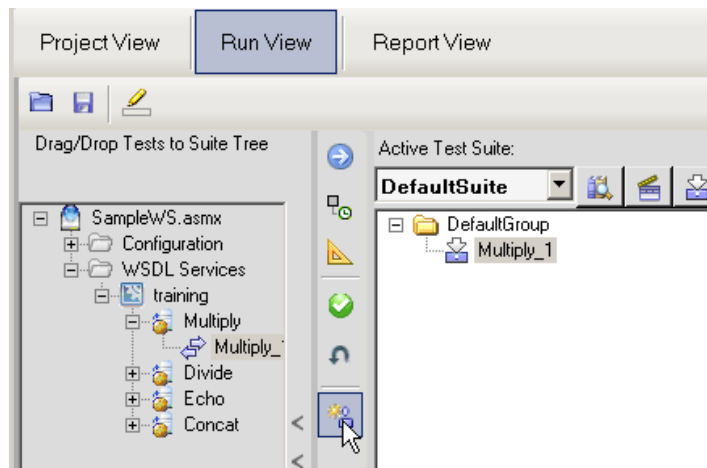 Project View Run View Report View
Drag/Drop Tests to Suite Tree
Active Test Suite:
DefaultSuite
SampleWS.asmx
Configuration
WSDL Services
training
Multiply
Multiply_
Divide
Echo
Concat
DefaultGroup
Multiply_1